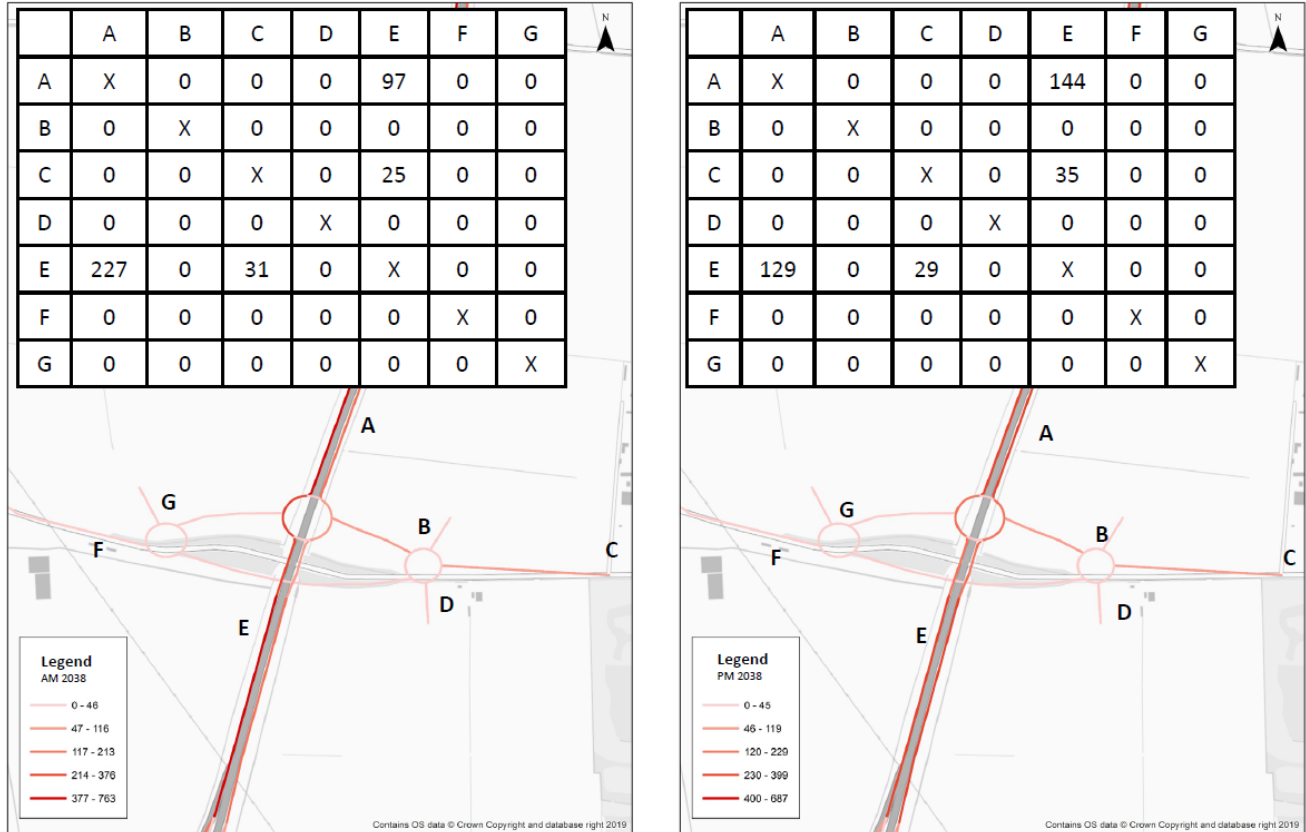 N
A B C D E F G
A X 0 0 0 97 0 0
B 0 X 0 0 0 0 0
C 0 0 X 0 25 0 0
D 0 0 0 X 0 0 0
E 227 0 31 0 X 0 0
F 0 0 0 0 0 X 0
G 0 0 0 0 0 0 X
A
G
B
F
C
D
E
Legend
AM 2038
0 - 46
47 - 116
117 - 213
214 - 376
377 - 763
Contains OS data © Crown Copyright and database right 2019
N
A B C D E F G
A X 0 0 0 144 0 0
B 0 X 0 0 0 0 0
C 0 0 X 0 35 0 0
D 0 0 0 X 0 0 0
E 129 0 29 0 X 0 0
F 0 0 0 0 0 X 0
G 0 0 0 0 0 0 X
A
G
B
F
C
D
E
Legend
PM 2038
0 - 45
46 - 119
120 - 229
230 - 399
400 - 687
Contains OS data © Crown Copyright and database right 2019